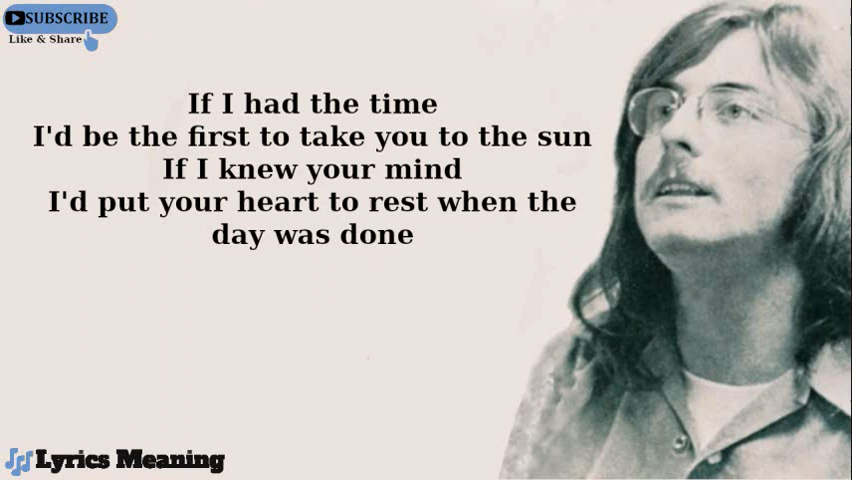 SUBSCRIBE
Like & Share
If I had the time
I'd be the first to take you to the sun
If I knew your mind
I'd put your heart to rest when the
day was done
Lyrics Meaning